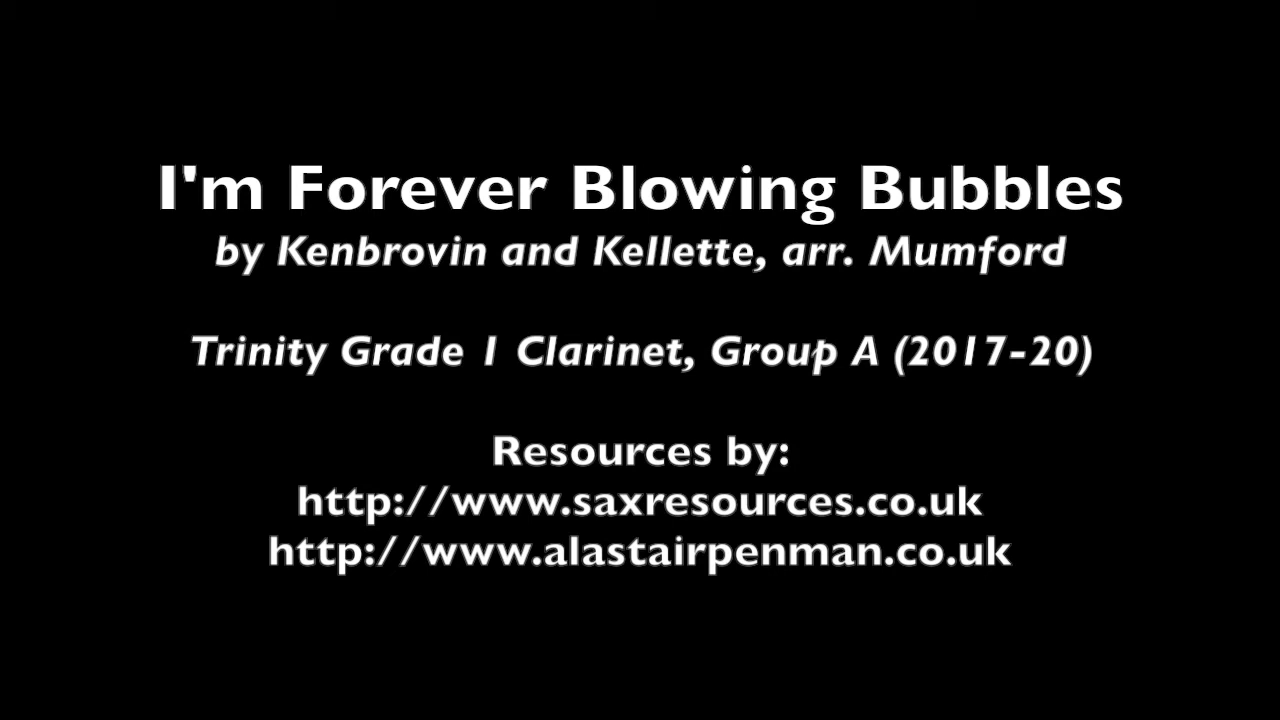 I'm Forever Blowing Bubbles
by Kenbrovin and Kellette, arr. Mumford
Trinity Grade 1 Clarinet, Group A (2017-20)
Resources by:
http://www.saxresources.co.uk
http://www.alastairpenman.co.uk